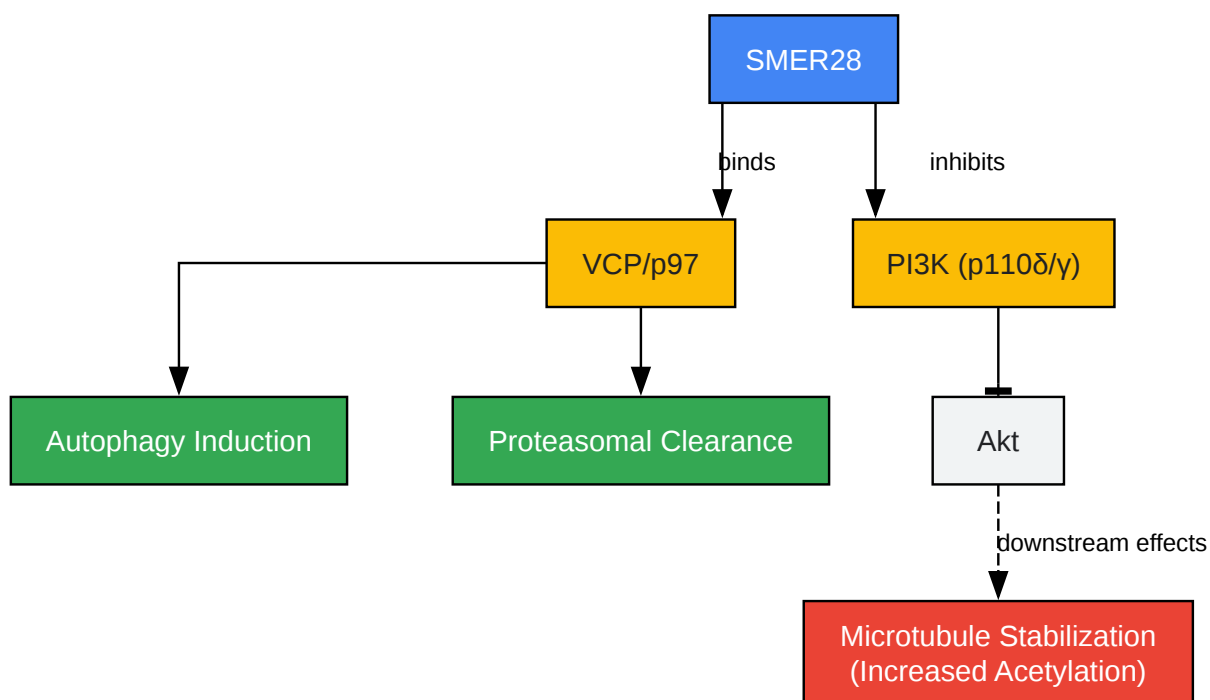 SMER28
binds
inhibits
VCP/p97
PI3K (p110δ/γ)
Autophagy Induction
Proteasomal Clearance
Akt
downstream effects
Microtubule Stabilization
(Increased Acetylation)